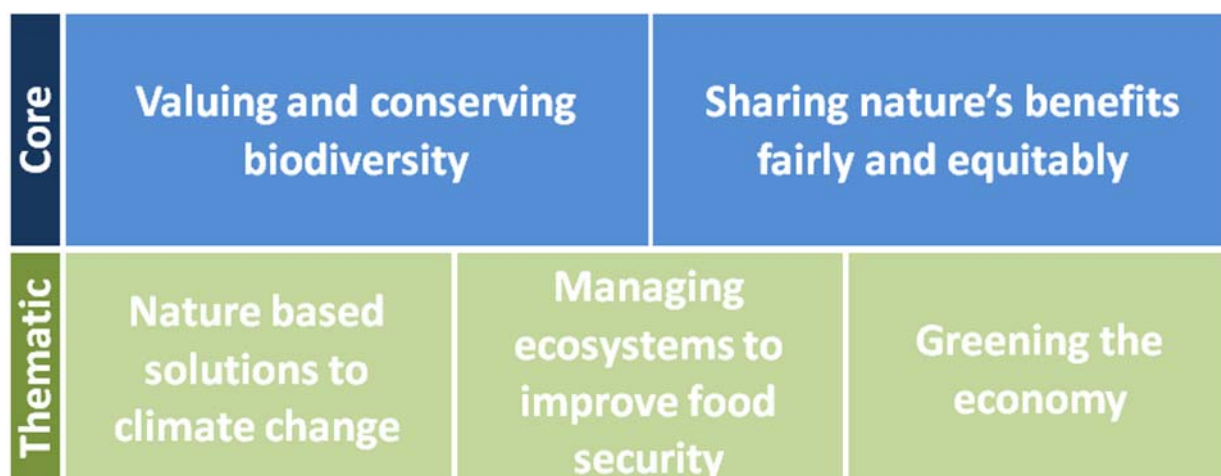 Core
Valuing and conserving
biodiversity
Sharing nature’s benefits
fairly and equitably
Thematic
Nature based
solutions to
climate change
Managing
ecosystems to
improve food
security
Greening the
economy